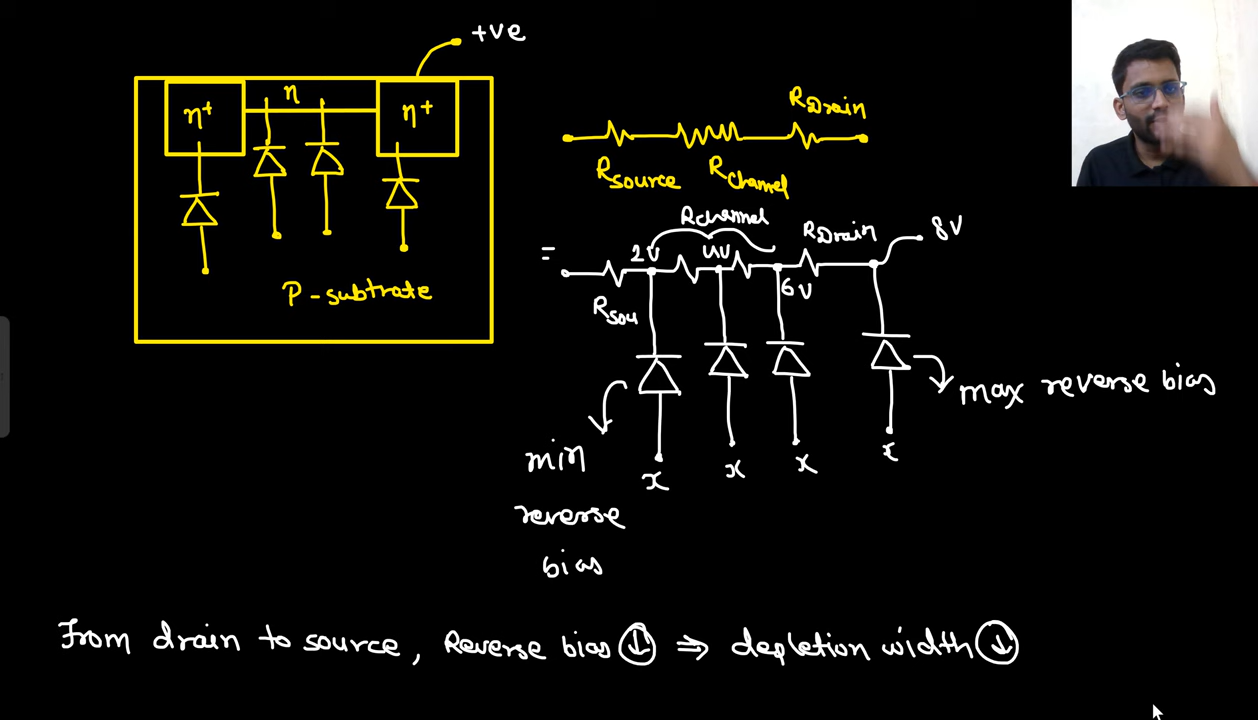 +ve
n+
n
n+
P-subtrate
RDrain
Rsource
Rchannel
Rchannel
RDrain
8V
=
2V
4V
6V
Rsou
max reverse bias
min
reverse
bias
x
x
x
x
From drain to source, Reverse bias ↓ ⇒ depletion width ↓